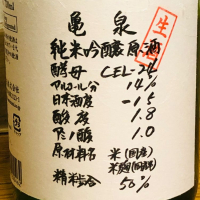 亀泉
生酒
純米吟醸原酒
酵母 CEL-24
アルコール分 14%
日本酒度 -15
酸度 1.8
アミノ酸 1.0
原材料名 米(国産)
米麹(国産米)
精米歩合 50%